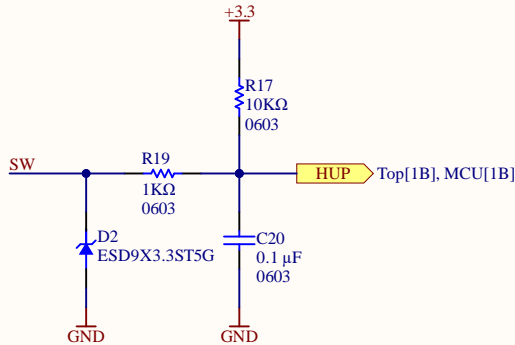 +3.3
R17
10KΩ
0603
SW
R19
1KΩ
0603
HUP
Top[1B], MCU[1B]
D2
ESD9X3.3ST5G
C20
0.1 µF
0603
GND
GND